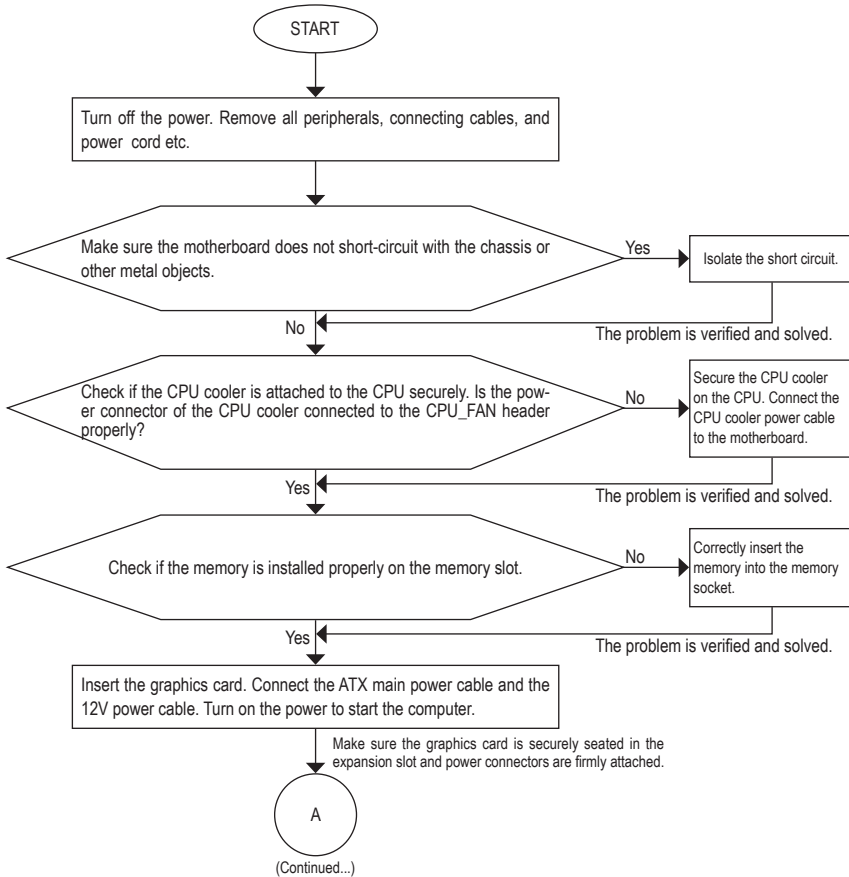 START
Turn off the power. Remove all peripherals, connecting cables, and
power cord etc.
Make sure the motherboard does not short-circuit with the chassis or
other metal objects.
Yes
Isolate the short circuit.
No
The problem is verified and solved.
Check if the CPU cooler is attached to the CPU securely. Is the pow-
er connector of the CPU cooler connected to the CPU_FAN header
properly?
No
Secure the CPU cooler
on the CPU. Connect the
CPU cooler power cable
to the motherboard.
Yes
The problem is verified and solved.
Check if the memory is installed properly on the memory slot.
No
Correctly insert the
memory into the memory
socket.
Yes
The problem is verified and solved.
Insert the graphics card. Connect the ATX main power cable and the
12V power cable. Turn on the power to start the computer.
Make sure the graphics card is securely seated in the
expansion slot and power connectors are firmly attached.
A
(Continued...)